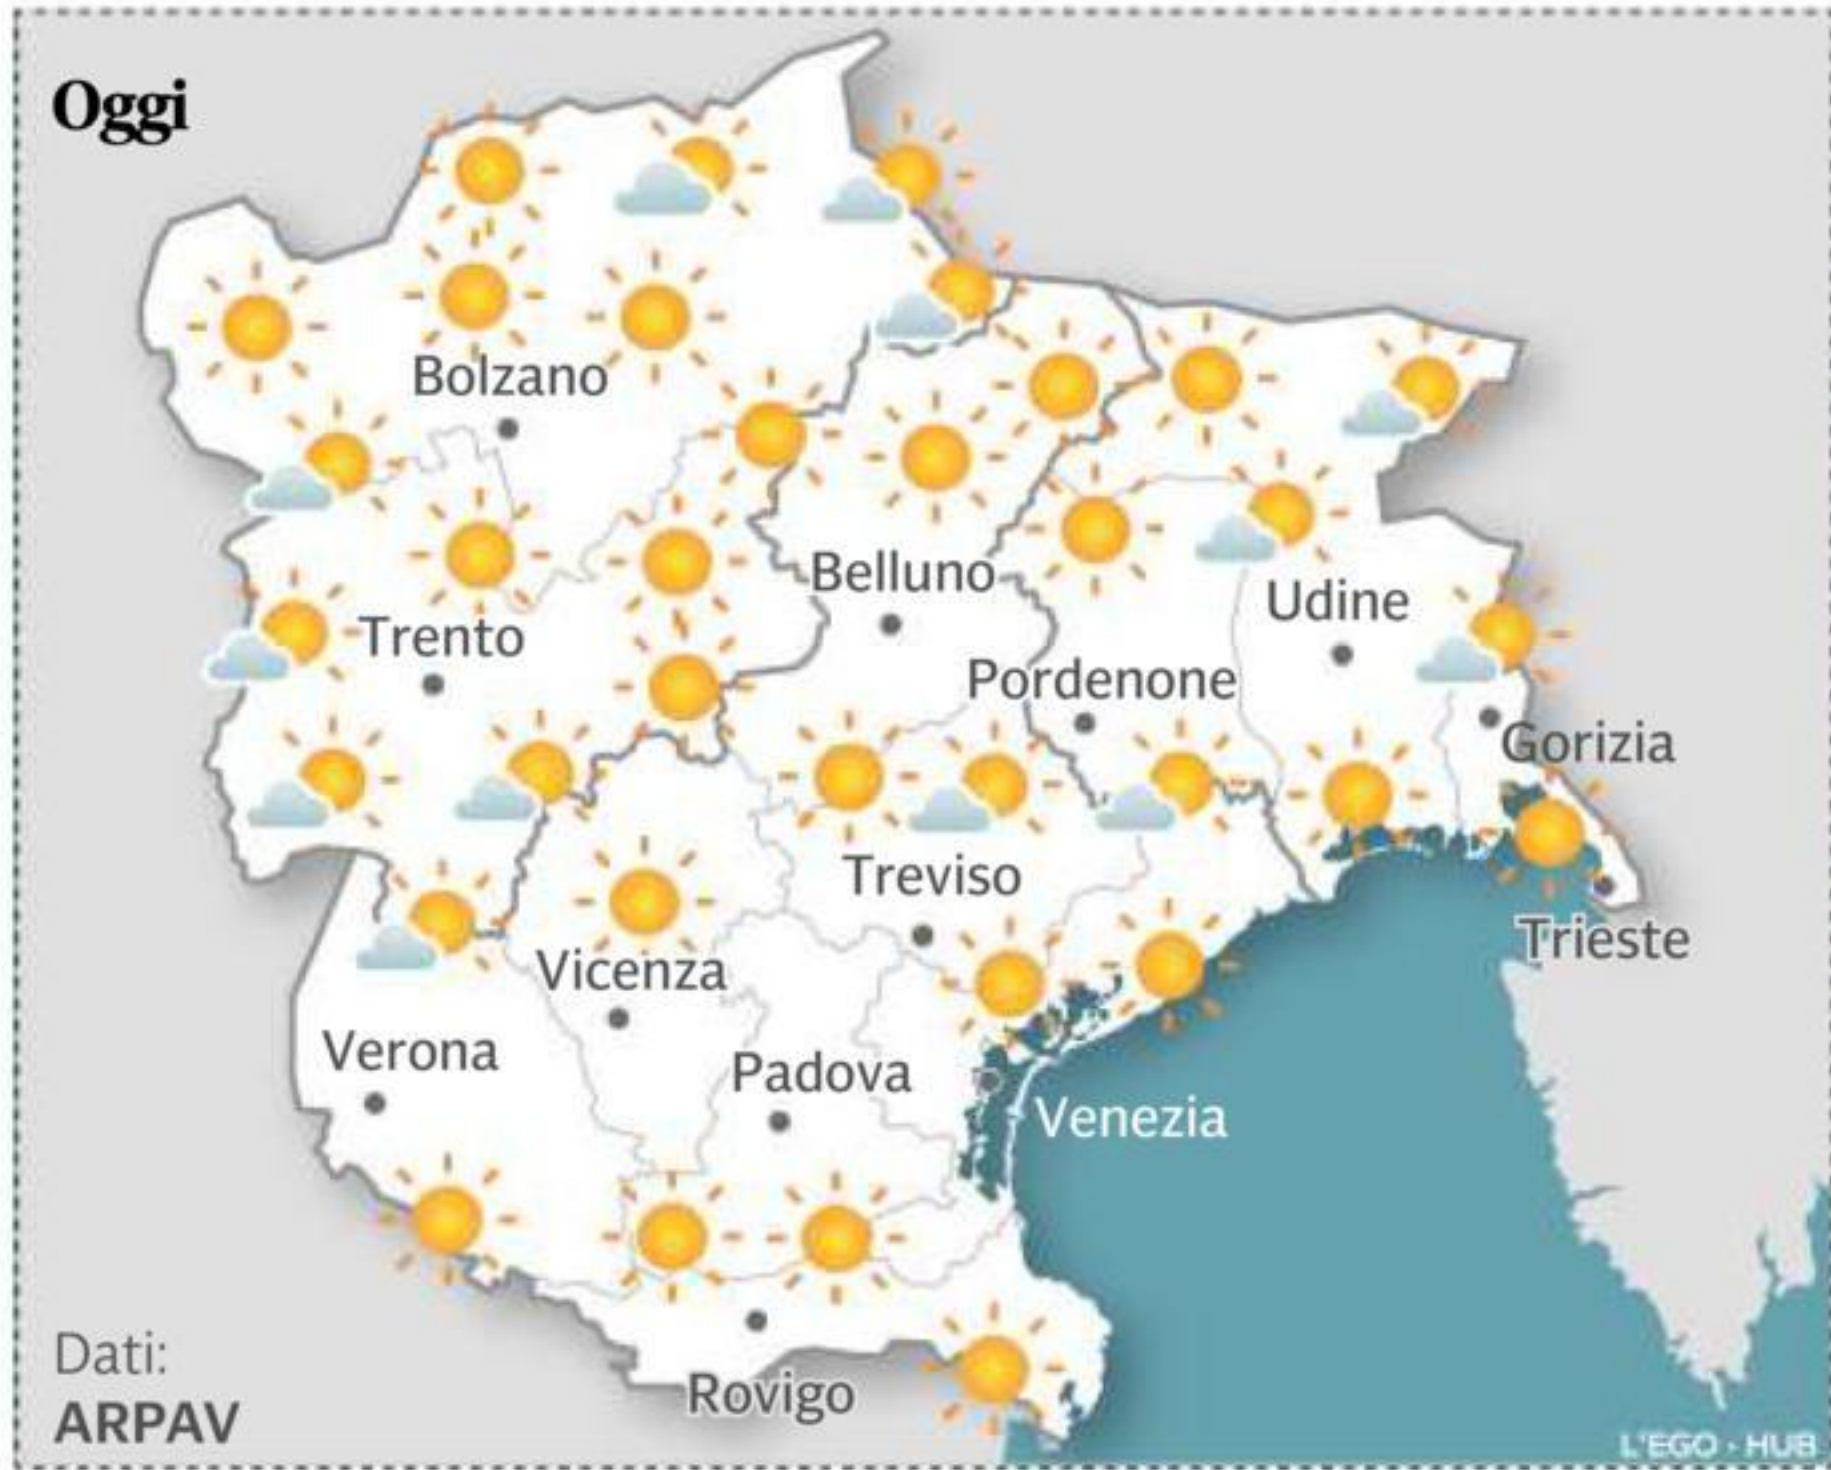 Oggi
Bolzano
Belluno
Udine
Trento
Pordenone
Gorizia
Treviso
Trieste
Vicenza
Verona
Padova
Venezia
Dati:
ARPAV
Rovigo
L'EGO - HUB